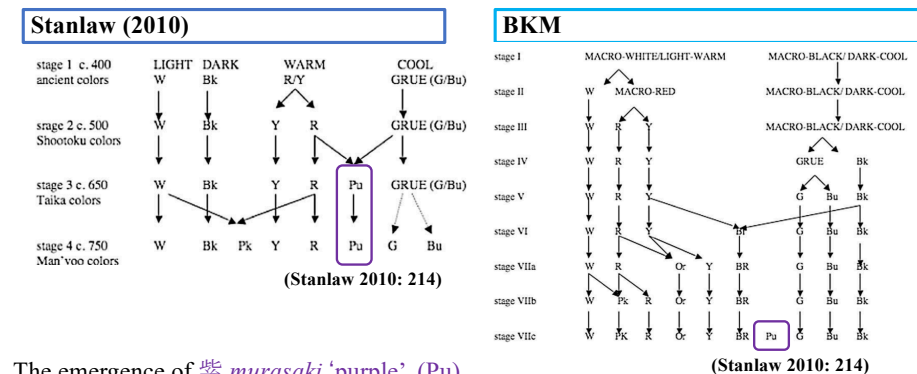 Stanlaw (2010)
stage 1 c. 400 LIGHT DARK WARM COOL
ancient colors W Bk R/Y GRUE (G/Bu)
srage 2 c. 500 W Bk Y R GRUE (G/Bu)
Shootoku colors
stage 3 c. 650 W Bk Y R Pu GRUE (G/Bu)
Taika colors
stage 4 c. 750 W Bk Pk Y R Pu G Bu
Man'voo colors
(Stanlaw 2010: 214)
The emergence of 紫 murasaki ‘purple’ (Pu)
BKM
stage I MACRO-WHITE/LIGHT-WARM MACRO-BLACK/ DARK-COOL
stage II W MACRO-RED MACRO-BLACK/ DARK-COOL
stage III W R Y MACRO-BLACK/ DARK-COOL
stage IV W R Y GRUE Bk
stage V W R Y G Bu Bk
stage VI W R Y G Bu Bk
stage VIIa W R Or Y BR G Bu Bk
stage VIIb W Pk R Or Y BR G Bu Bk
stage VIIc W PK R Or Y BR Pu G Bu Bk
(Stanlaw 2010: 214)